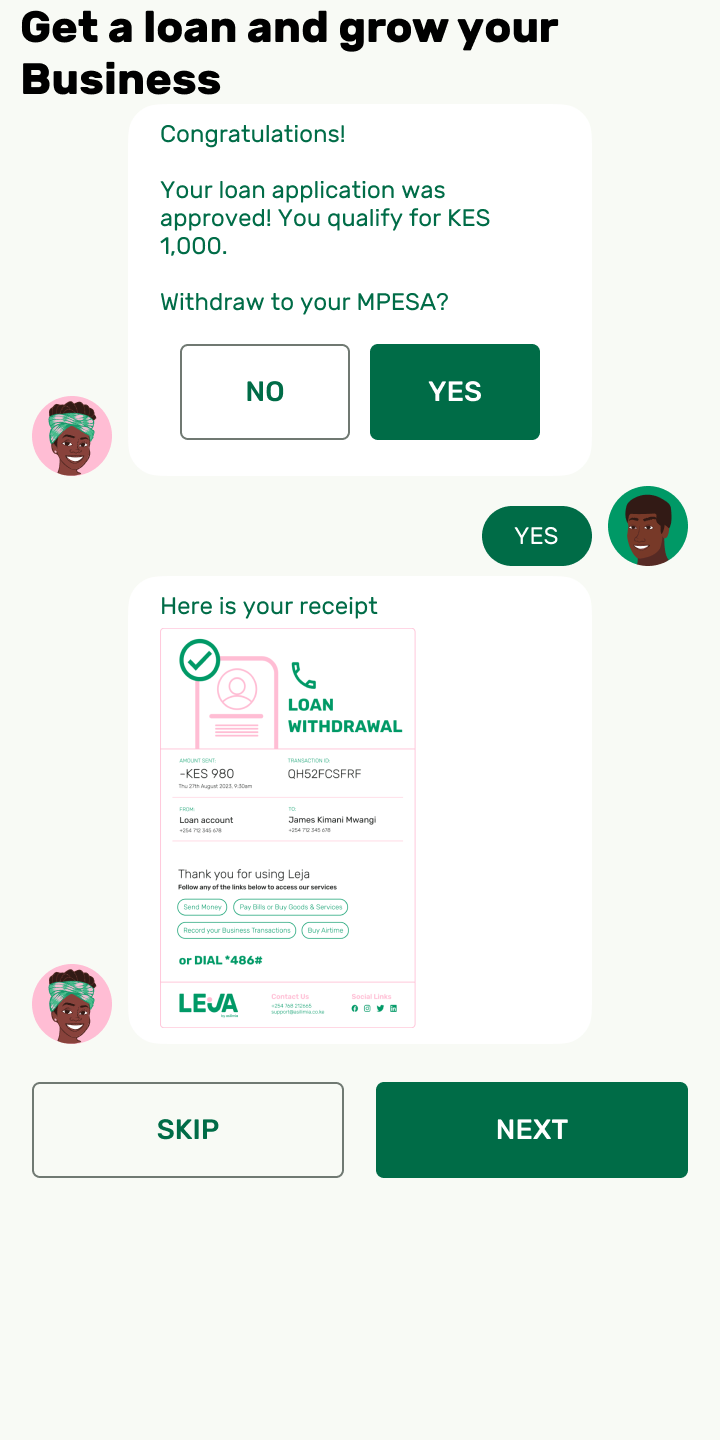 Get a loan and grow your
Business
Congratulations!
Your loan application was
approved! You qualify for KES
1,000.
Withdraw to your MPESA?
NO YES
YES
Here is your receipt
LOAN
WITHDRAWAL
AMOUNT SENT: TRANSACTION ID:
-KES 980 QH52FCSFRF
Thu 27th August 2023, 9:30am
FROM: TO:
Loan account James Kimani Mwangi
+254 712 345 678 +254 712 345 678
Thank you for using Leja
Follow any of the links below to access our services
Send Money Pay Bills or Buy Goods & Services
Record your Business Transactions Buy Airtime
or DIAL *486#
LEJA Contact Us Social Links
+254 768 212665